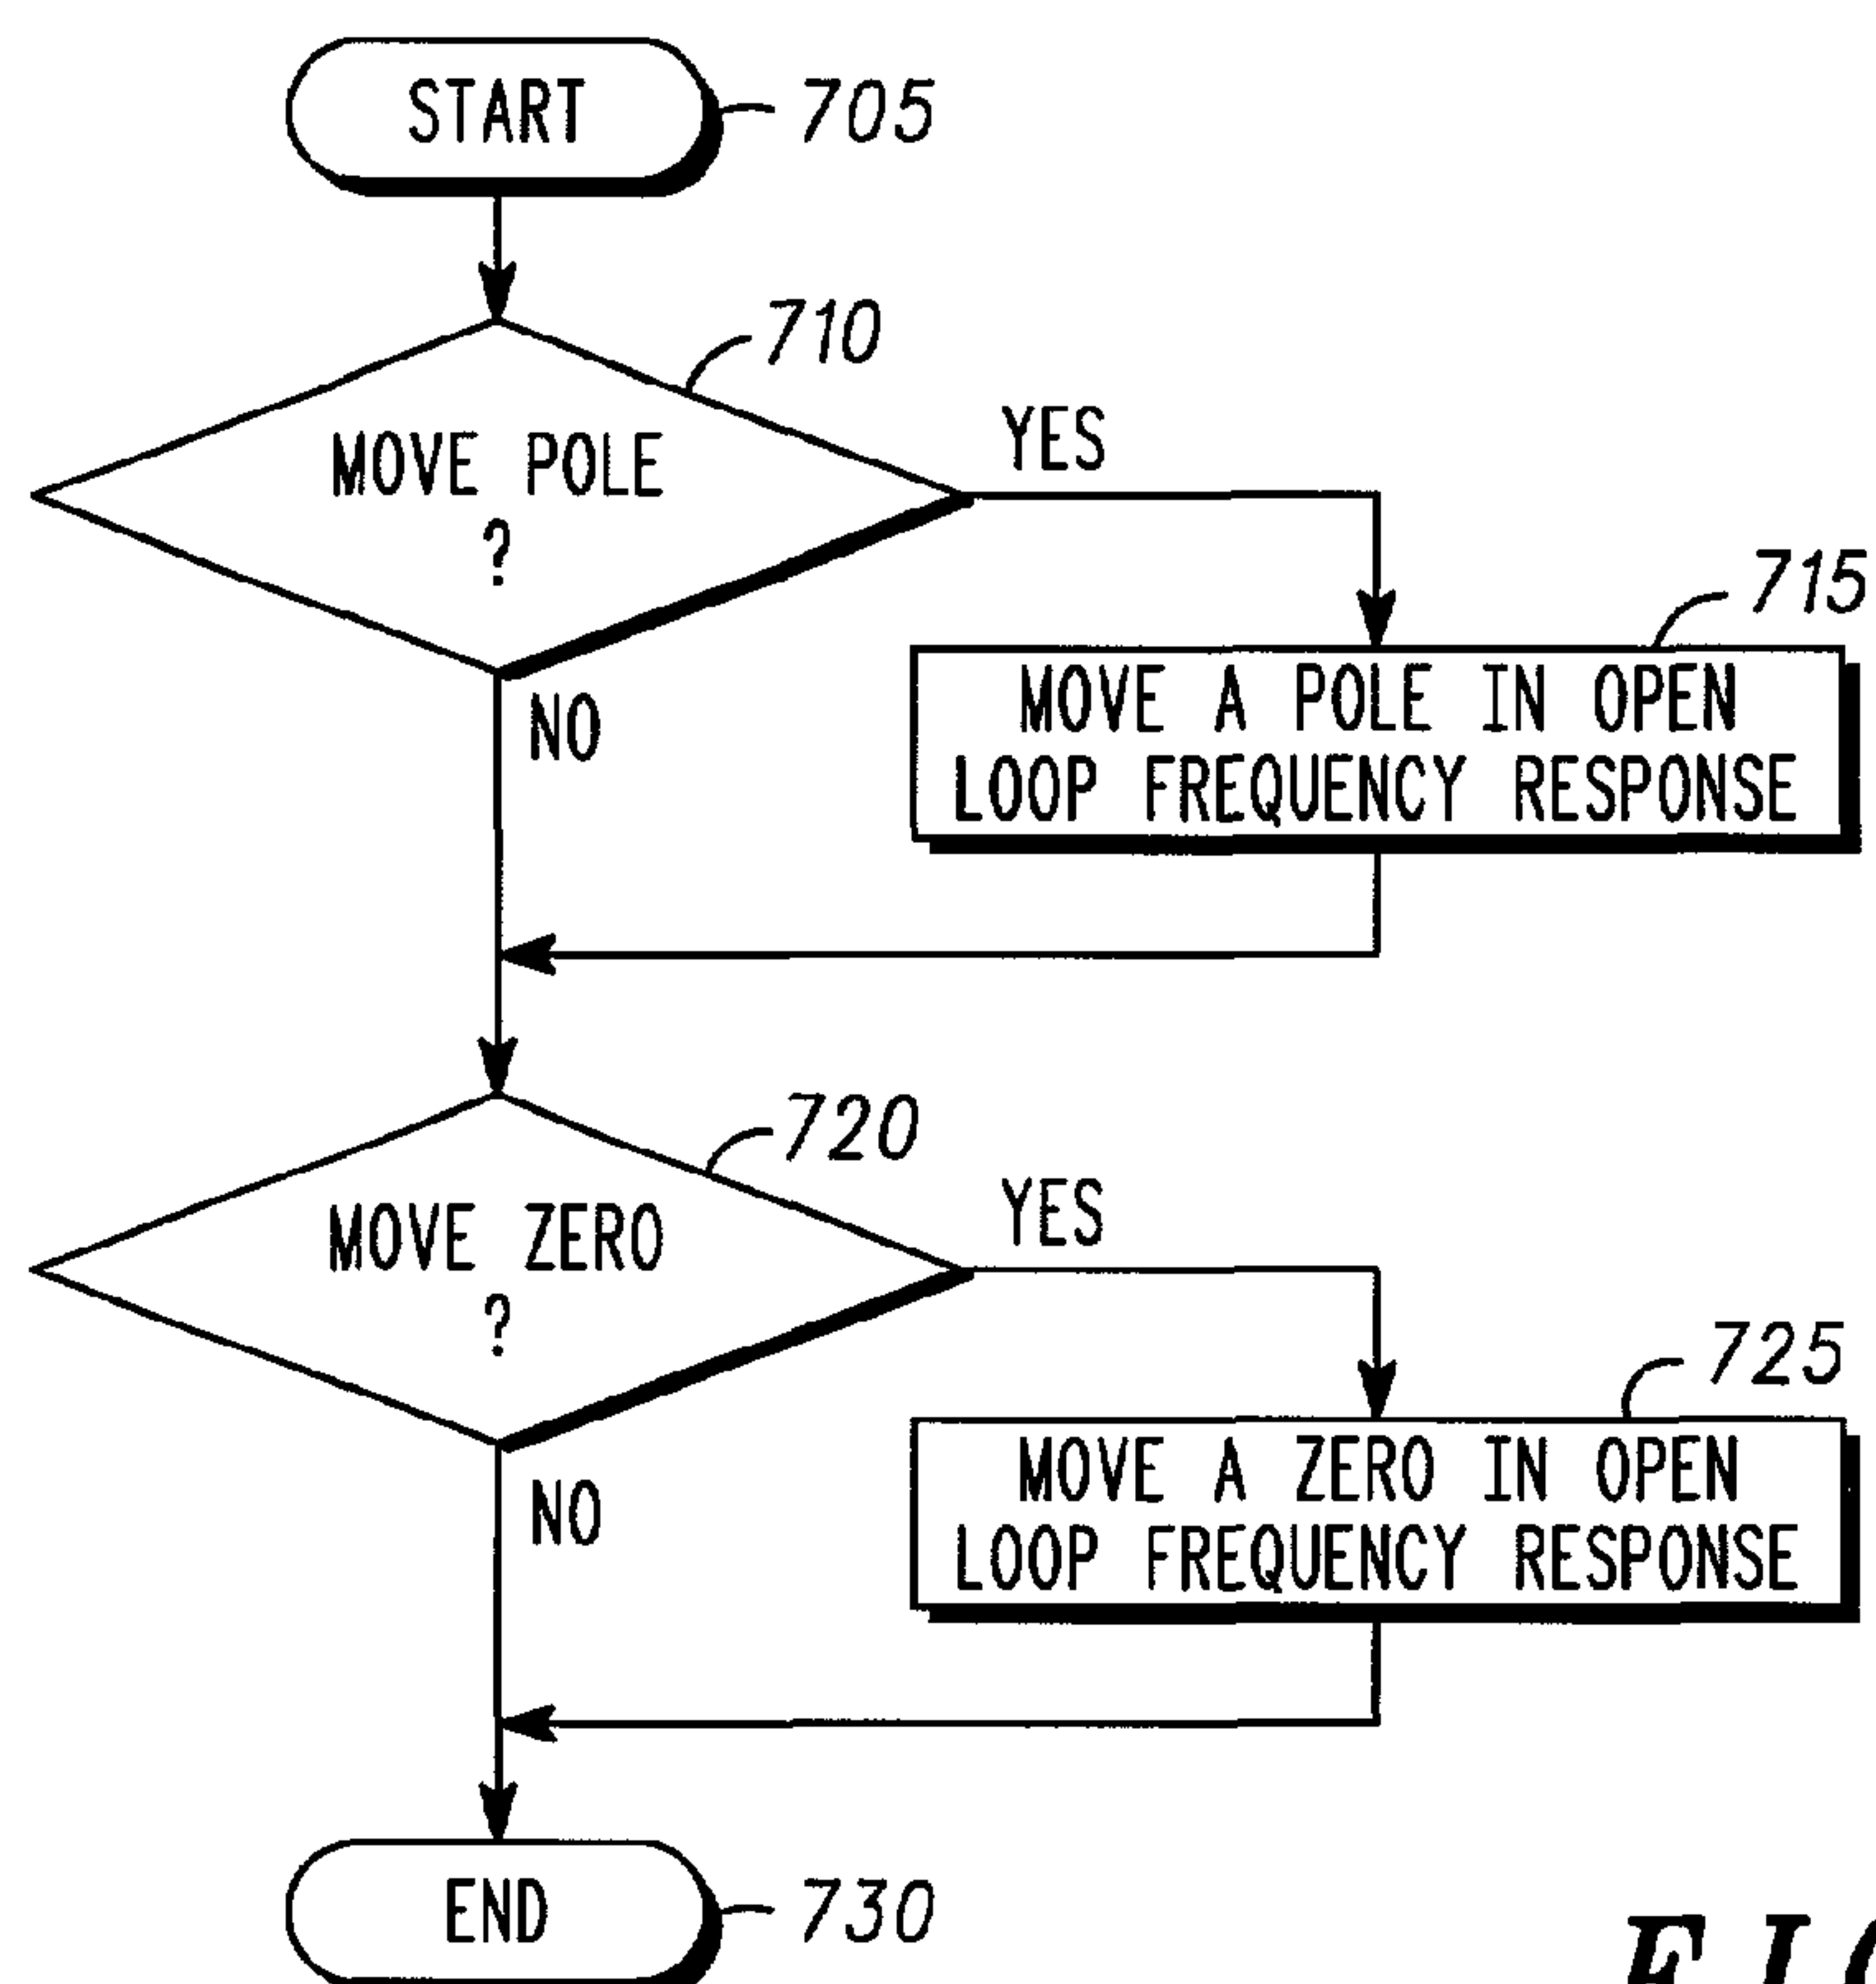 START
705
710
MOVE POLE
?
YES
NO
715
MOVE A POLE IN OPEN
LOOP FREQUENCY RESPONSE
720
MOVE ZERO
?
YES
NO
725
MOVE A ZERO IN OPEN
LOOP FREQUENCY RESPONSE
END
730